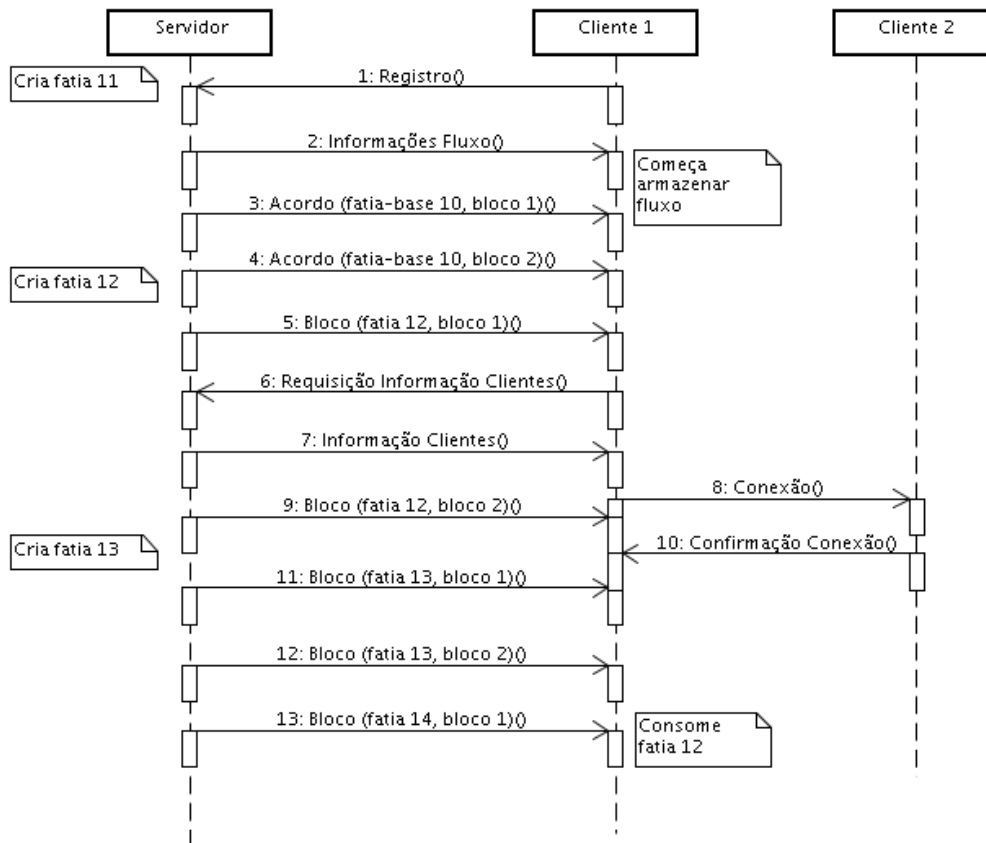 Servidor
Cliente 1
Cliente 2
Cria fatia 11
1: Registro()
2: Informações Fluxo()
Começa
armazenar
fluxo
3: Acordo (fatia-base 10, bloco 1)()
4: Acordo (fatia-base 10, bloco 2)()
Cria fatia 12
5: Bloco (fatia 12, bloco 1)()
6: Requisição Informação Clientes()
7: Informação Clientes()
8: Conexão()
9: Bloco (fatia 12, bloco 2)()
Cria fatia 13
10: Confirmação Conexão()
11: Bloco (fatia 13, bloco 1)()
12: Bloco (fatia 13, bloco 2)()
13: Bloco (fatia 14, bloco 1)()
Consome
fatia 12